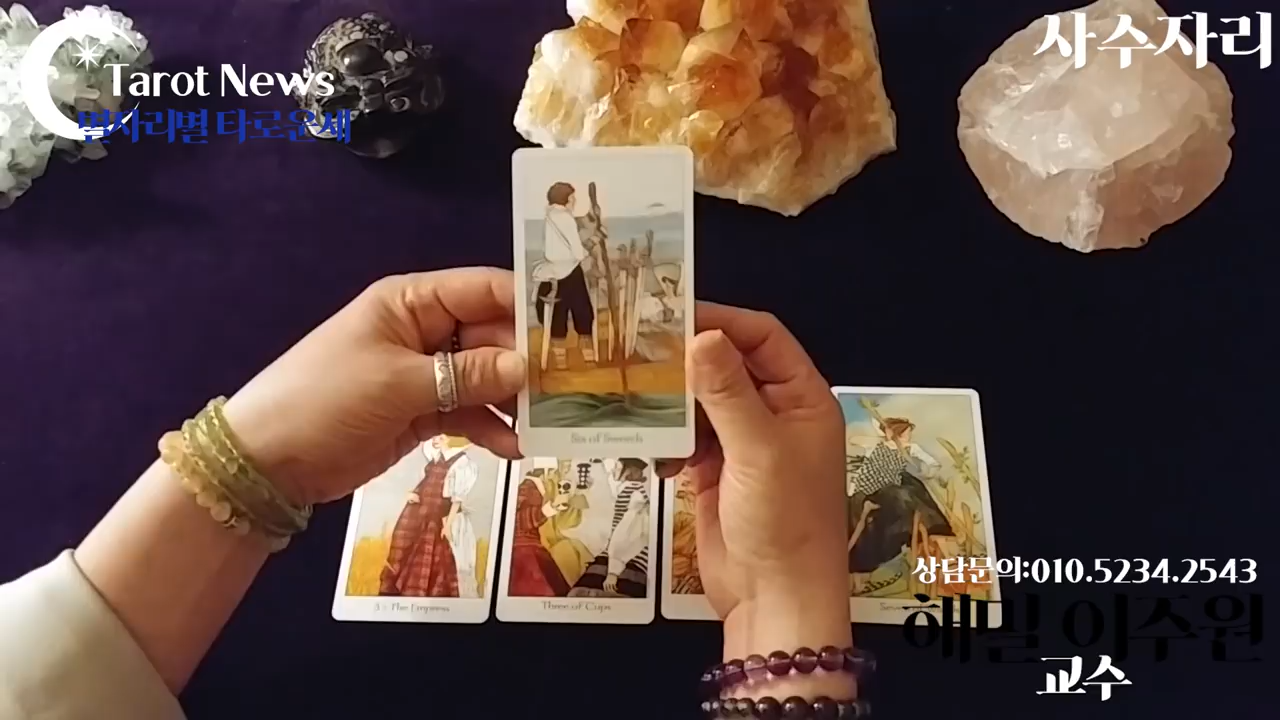 Tarot News
별자리별 타로운세
사수자리
Six of Swords
3 - The Empress
Three of Cups
상담문의:010.5234.2543
해밀 이주원
교수